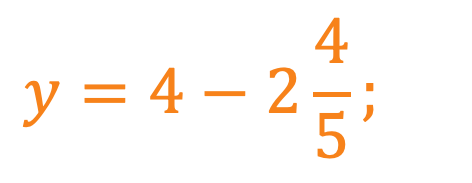 y = 4 − 2 4/5;